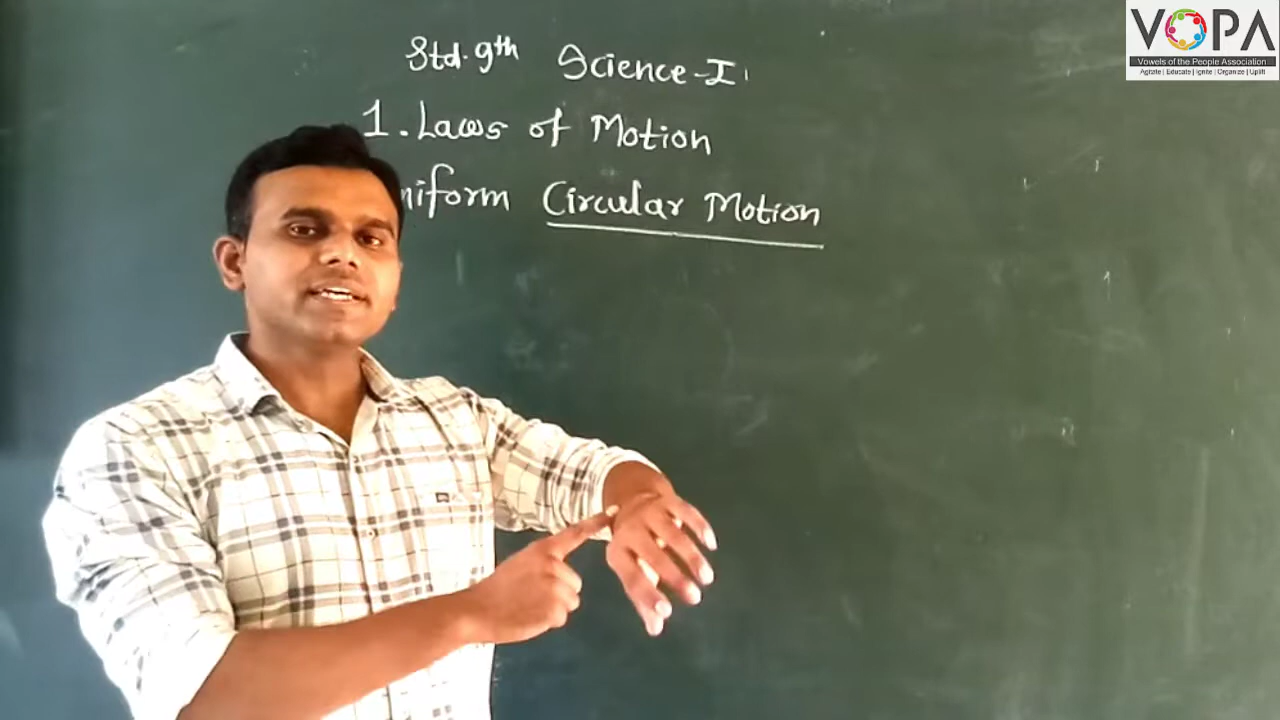 VOPA
Vowels of the People Association
Agitate | Educate | Ignite | Organize | Uplift
Std. 9th Science-I
1. Laws of Motion
niform Circular Motion